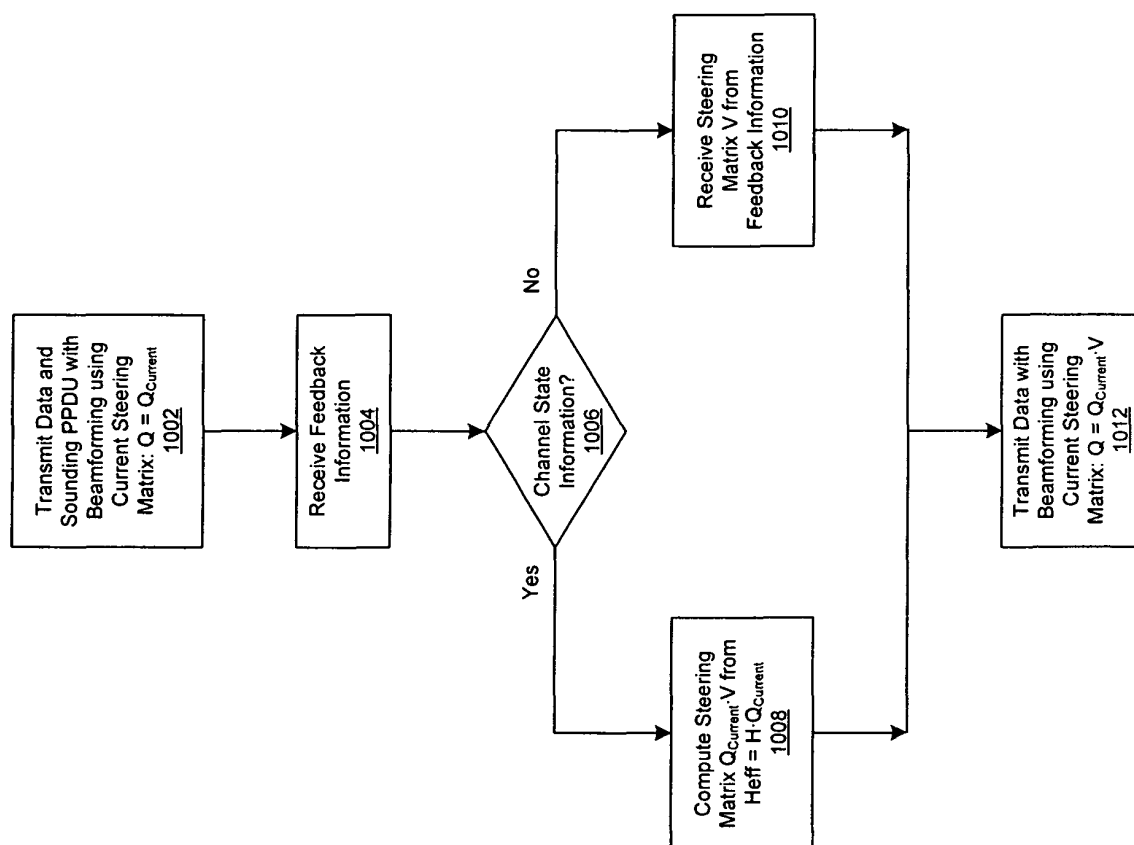 Transmit Data and
Sounding PPDU with
Beamforming using
Current Steering
Matrix: Q = QCurrent
1002
Receive Feedback
Information
1004
Channel State
Information?
1006
Yes
No
Compute Steering
Matrix QCurrent·V from
Heff = H·QCurrent
1008
Receive Steering
Matrix V from
Feedback Information
1010
Transmit Data with
Beamforming using
Current Steering
Matrix: Q = QCurrent·V
1012